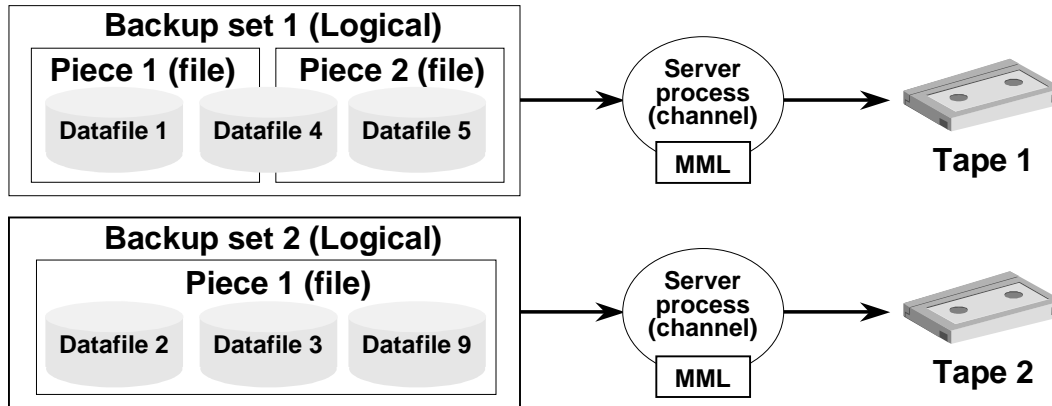 Backup set 1 (Logical)
Piece 1 (file)
Piece 2 (file)
Datafile 1
Datafile 4
Datafile 5
Server
process
(channel)
MML
Tape 1
Backup set 2 (Logical)
Piece 1 (file)
Datafile 2
Datafile 3
Datafile 9
Server
process
(channel)
MML
Tape 2